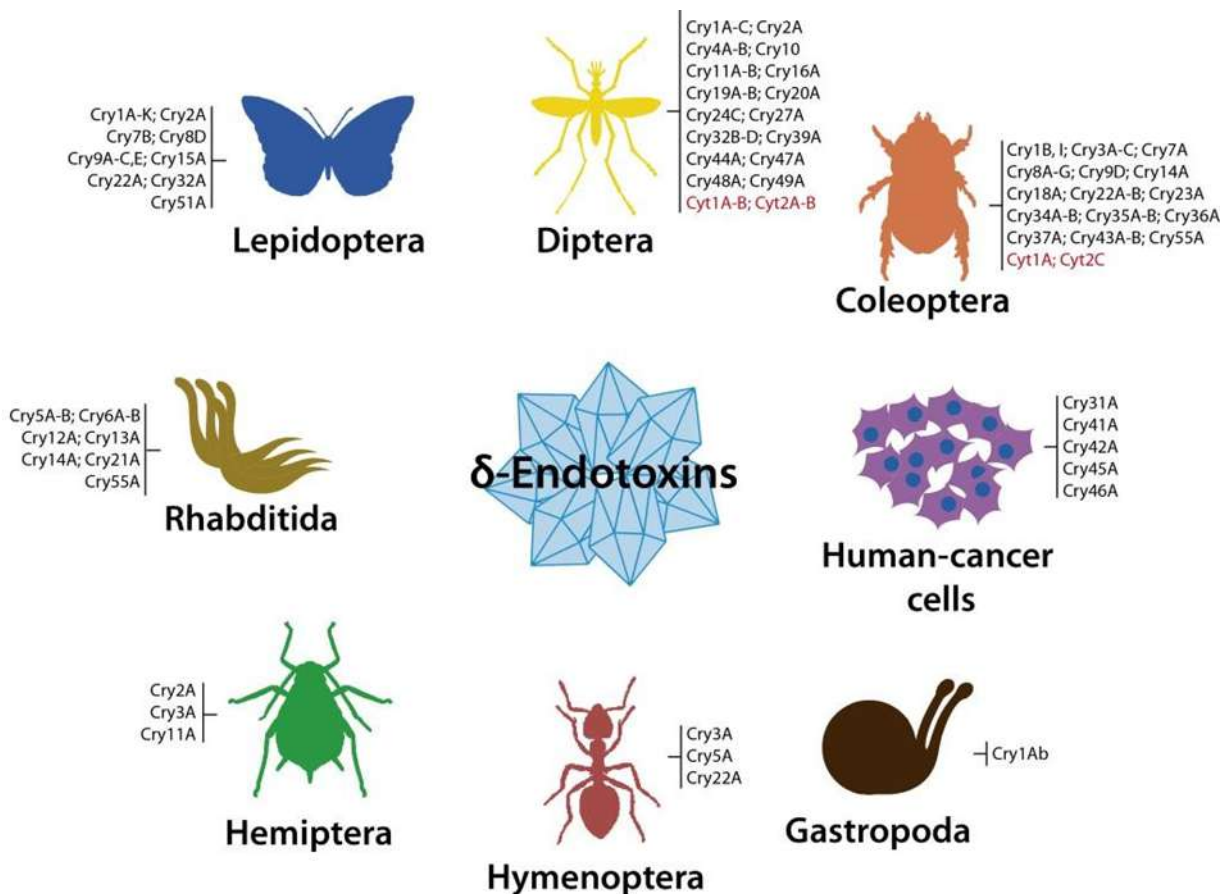 Cry1A-K; Cry2A
Cry7B; Cry8D
Cry9A-C,E; Cry15A
Cry22A; Cry32A
Cry51A
Lepidoptera
Cry1A-C; Cry2A
Cry4A-B; Cry10
Cry11A-B; Cry16A
Cry19A-B; Cry20A
Cry24C; Cry27A
Cry32B-D; Cry39A
Cry44A; Cry47A
Cry48A; Cry49A
Cyt1A-B; Cyt2A-B
Diptera
Cry1B, I; Cry3A-C; Cry7A
Cry8A-G; Cry9D; Cry14A
Cry18A; Cry22A-B; Cry23A
Cry34A-B; Cry35A-B; Cry36A
Cry37A; Cry43A-B; Cry55A
Cyt1A; Cyt2C
Coleoptera
Cry5A-B; Cry6A-B
Cry12A; Cry13A
Cry14A; Cry21A
Cry55A
Rhabditida
δ-Endotoxins
Cry31A
Cry41A
Cry42A
Cry45A
Cry46A
Human-cancer
cells
Cry2A
Cry3A
Cry11A
Hemiptera
Cry3A
Cry5A
Cry22A
Hymenoptera
Cry1Ab
Gastropoda